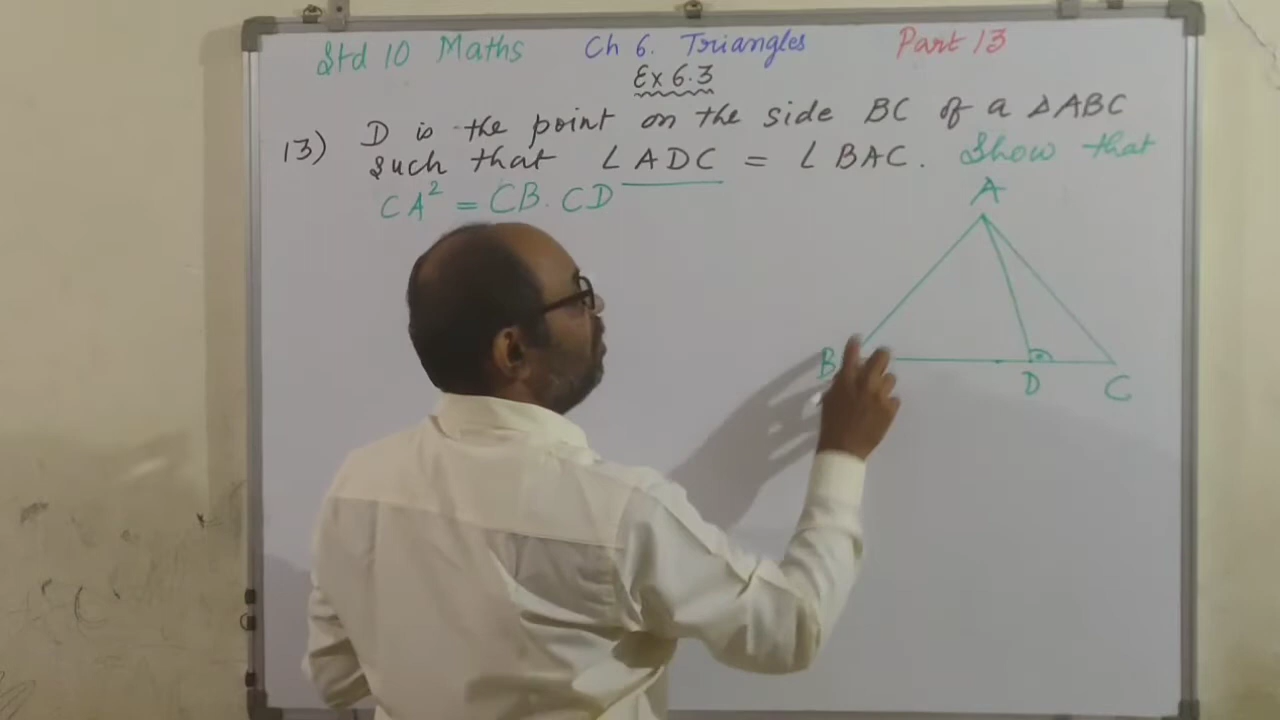 Std 10 Maths Ch 6. Triangles Part 13
Ex 6.3
13) D is the point on the side BC of a ΔABC
such that ∠ADC = ∠BAC. Show that
CA² = CB. CD
A
B
D
C